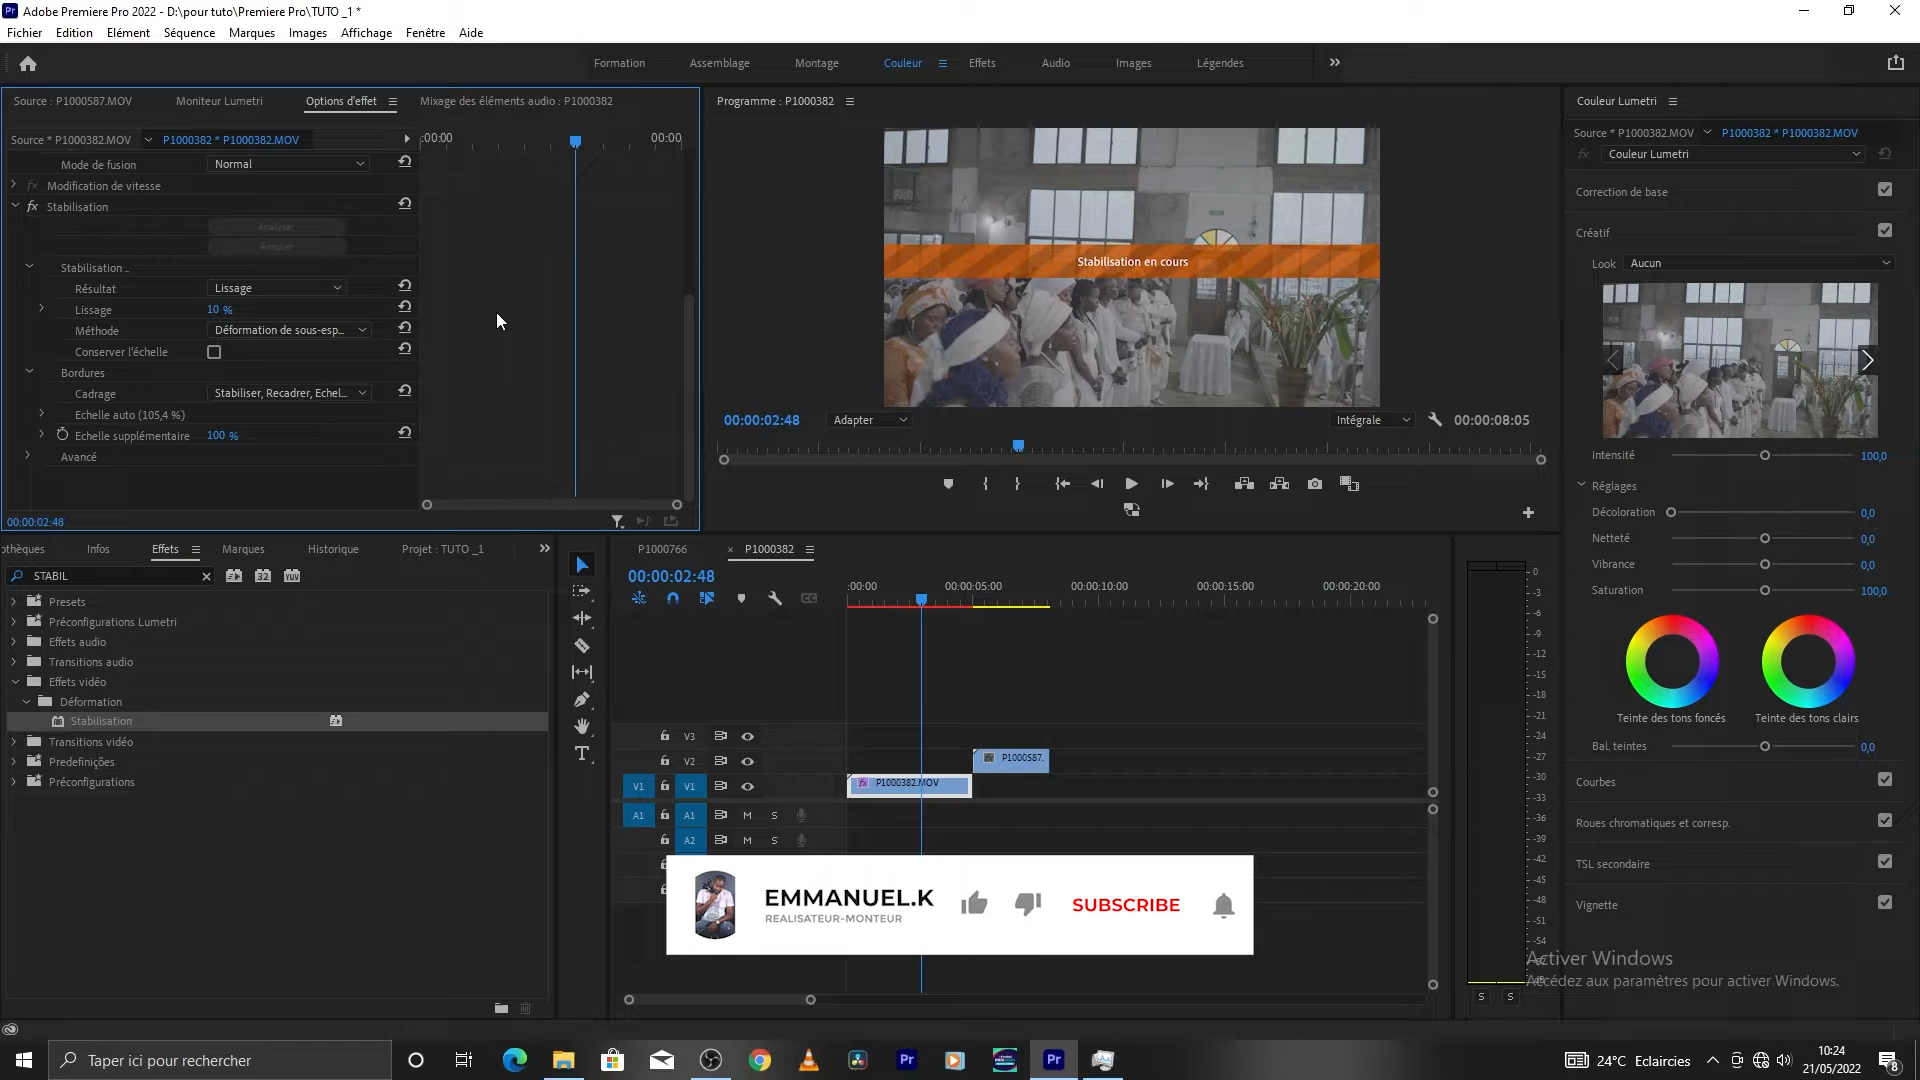 Adobe Premiere Pro 2022 - D:\pour tuto\Premiere Pro\TUTO _1 *
Fichier Edition Elément Séquence Marques Images Affichage Fenêtre Aide
Formation Assemblage Montage Couleur Effets Audio Images Légendes
Source : P1000587.MOV Moniteur Lumetri Options d'effet Mixage des éléments audio : P1000382
Source * P1000382.MOV P1000382 * P1000382.MOV
:00:00 00:00
Mode de fusion Normal
Modification de vitesse
Stabilisation
Analyser
Annuler
Stabilisation ..
Résultat Lissage
Lissage 10 %
Méthode Déformation de sous-esp...
Conserver l'échelle
Bordures
Cadrage Stabiliser, Recadrer, Echel...
Echelle auto (105,4 %)
Echelle supplémentaire 100 %
Avancé
00:00:02:48
Programme : P1000382
Stabilisation en cours
00:00:02:48 Adapter Intégrale 00:00:08:05
Couleur Lumetri
Source * P1000382.MOV P1000382 * P1000382.MOV
fx Couleur Lumetri
Correction de base
Créatif
Look Aucun
Intensité 100,0
Réglages
Décoloration 0,0
Netteté 0,0
Vibrance 0,0
Saturation 100,0
Teinte des tons foncés Teinte des tons clairs
Bal. teintes 0,0
Courbes
Roues chromatiques et corresp.
TSL secondaire
Vignette
othèques Infos Effets Marques Historique Projet : TUTO _1
STABIL
32 YUV
Presets
Préconfigurations Lumetri
Effets audio
Transitions audio
Effets vidéo
Déformation
Stabilisation
Transitions vidéo
Predefinições
Préconfigurations
P1000766 × P1000382
00:00:02:48
:00:00 00:00:05:00 00:00:10:00 00:00:15:00 00:00:20:00
V3
V2 P1000587.
V1 V1 P1000382.MOV
A1 A1 M S
A2 M S
0
-3
-6
-9
-12
-15
-18
-21
-24
-27
-30
-33
-36
-39
-42
-45
-48
-51
-54
S S
EMMANUEL.K
REALISATEUR-MONTEUR
SUBSCRIBE
Activer Windows
Accédez aux paramètres pour activer Windows.
Taper ici pour rechercher
24°C Eclaircies
10:24
21/05/2022
8